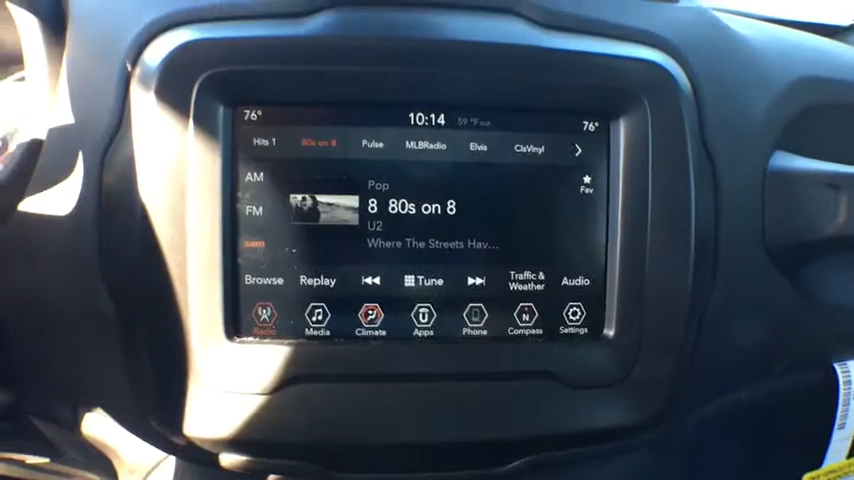 76° 10:14 59 °F out 76°
Hits 1 80s on 8 Pulse MLBRadio Elvis ClsVinyl
AM
Pop
Fav
FM
8 80s on 8
U2
Where The Streets Hav...
sxm
Browse Replay Tune Traffic & Weather Audio
Radio Media Climate Apps Phone Compass Settings
N